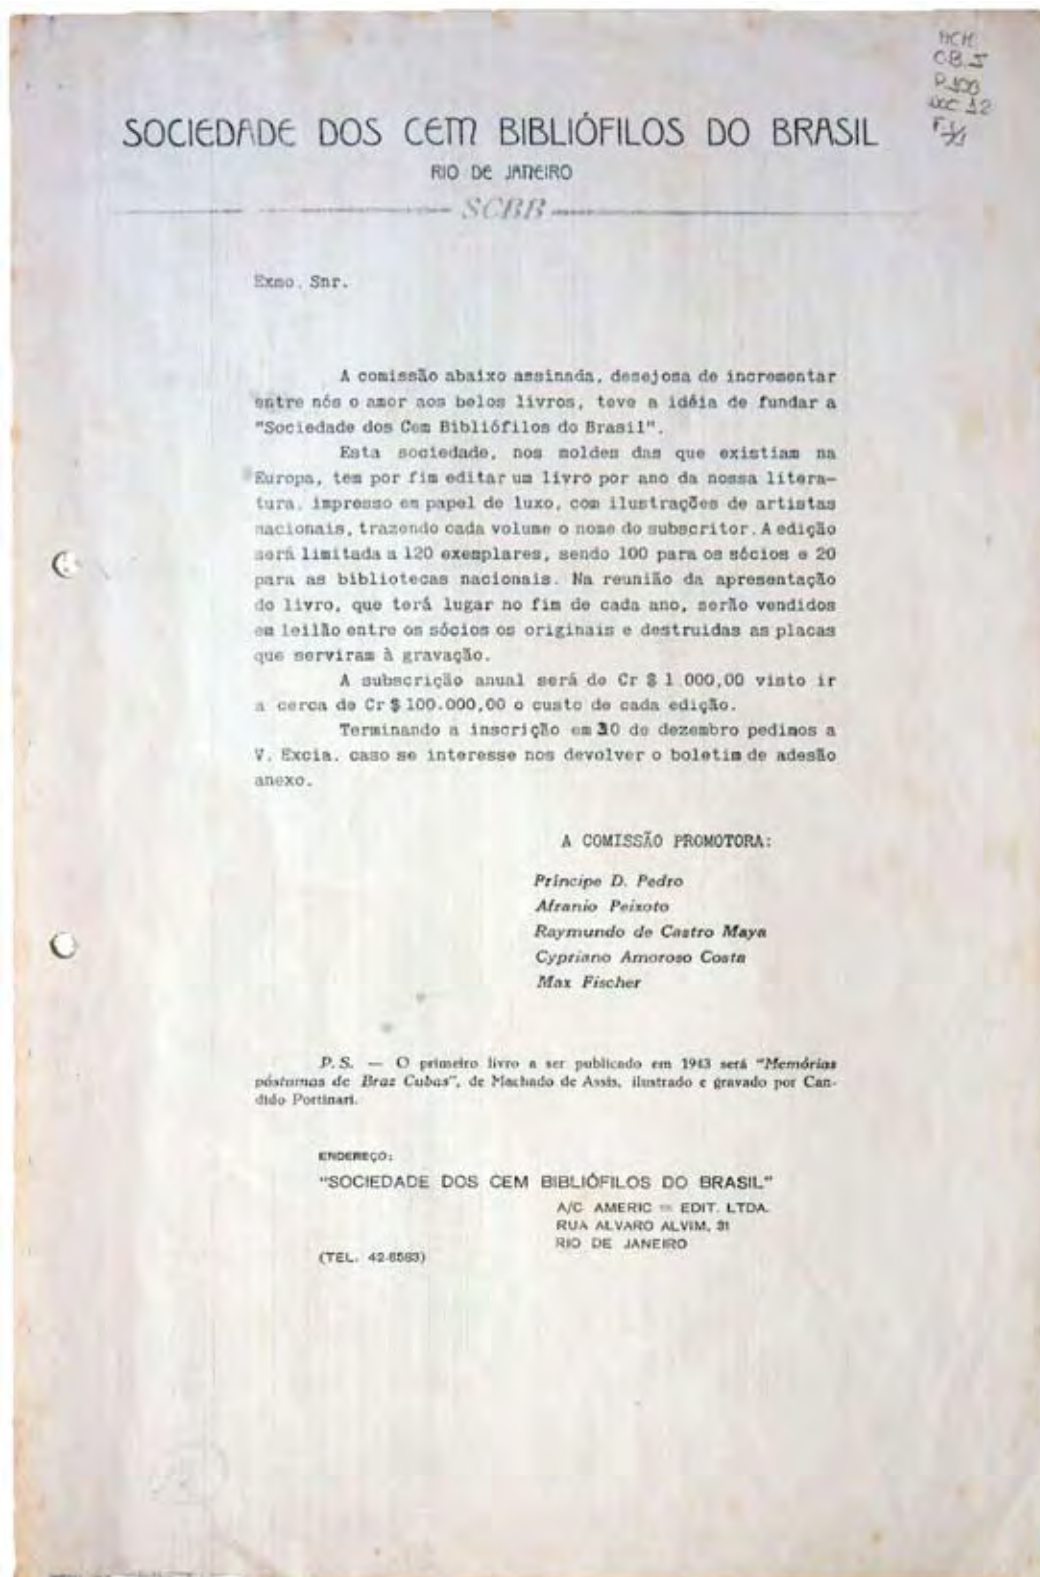 MCM
CB.I
P.100
DOC 12
F.1/1
SOCIEDADE DOS CEM BIBLIÓFILOS DO BRASIL
RIO DE JANEIRO
SCBB
Exmo. Snr.
A comissão abaixo assinada, desejosa de incrementar
entre nós o amor aos belos livros, teve a idéia de fundar a
"Sociedade dos Cem Bibliófilos do Brasil".
Esta sociedade, nos moldes das que existiam na
Europa, tem por fim editar um livro por ano da nossa litera-
tura, impresso em papel de luxo, com ilustrações de artistas
nacionais, trazendo cada volume o nome do subscritor. A edição
será limitada a 120 exemplares, sendo 100 para os sócios e 20
para as bibliotecas nacionais. Na reunião da apresentação
do livro, que terá lugar no fim de cada ano, serão vendidos
em leilão entre os sócios os originais e destruidas as placas
que serviram à gravação.
A subscrição anual será de Cr $ 1.000,00 visto ir
a cerca de Cr $ 100.000,00 o custo de cada edição.
Terminando a inscrição em 30 de dezembro pedimos a
V. Excia. caso se interesse nos devolver o boletim de adesão
anexo.
A COMISSÃO PROMOTORA:
Príncipe D. Pedro
Afranio Peixoto
Raymundo de Castro Maya
Cypriano Amoroso Costa
Max Fischer
P. S. — O primeiro livro a ser publicado em 1943 será "Memórias
póstumas de Braz Cubas", de Machado de Assis, ilustrado e gravado por Can-
dido Portinari.
ENDEREÇO:
"SOCIEDADE DOS CEM BIBLIÓFILOS DO BRASIL"
A/C AMERIC = EDIT. LTDA.
RUA ALVARO ALVIM, 31
RIO DE JANEIRO
(TEL. 42-8583)